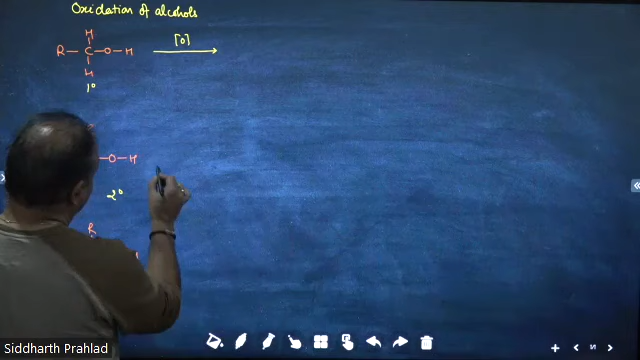 Oxidation of alcohols
H
R — C — O — H [O]
H
1°
— O — H
2°
R
Siddharth Prahlad